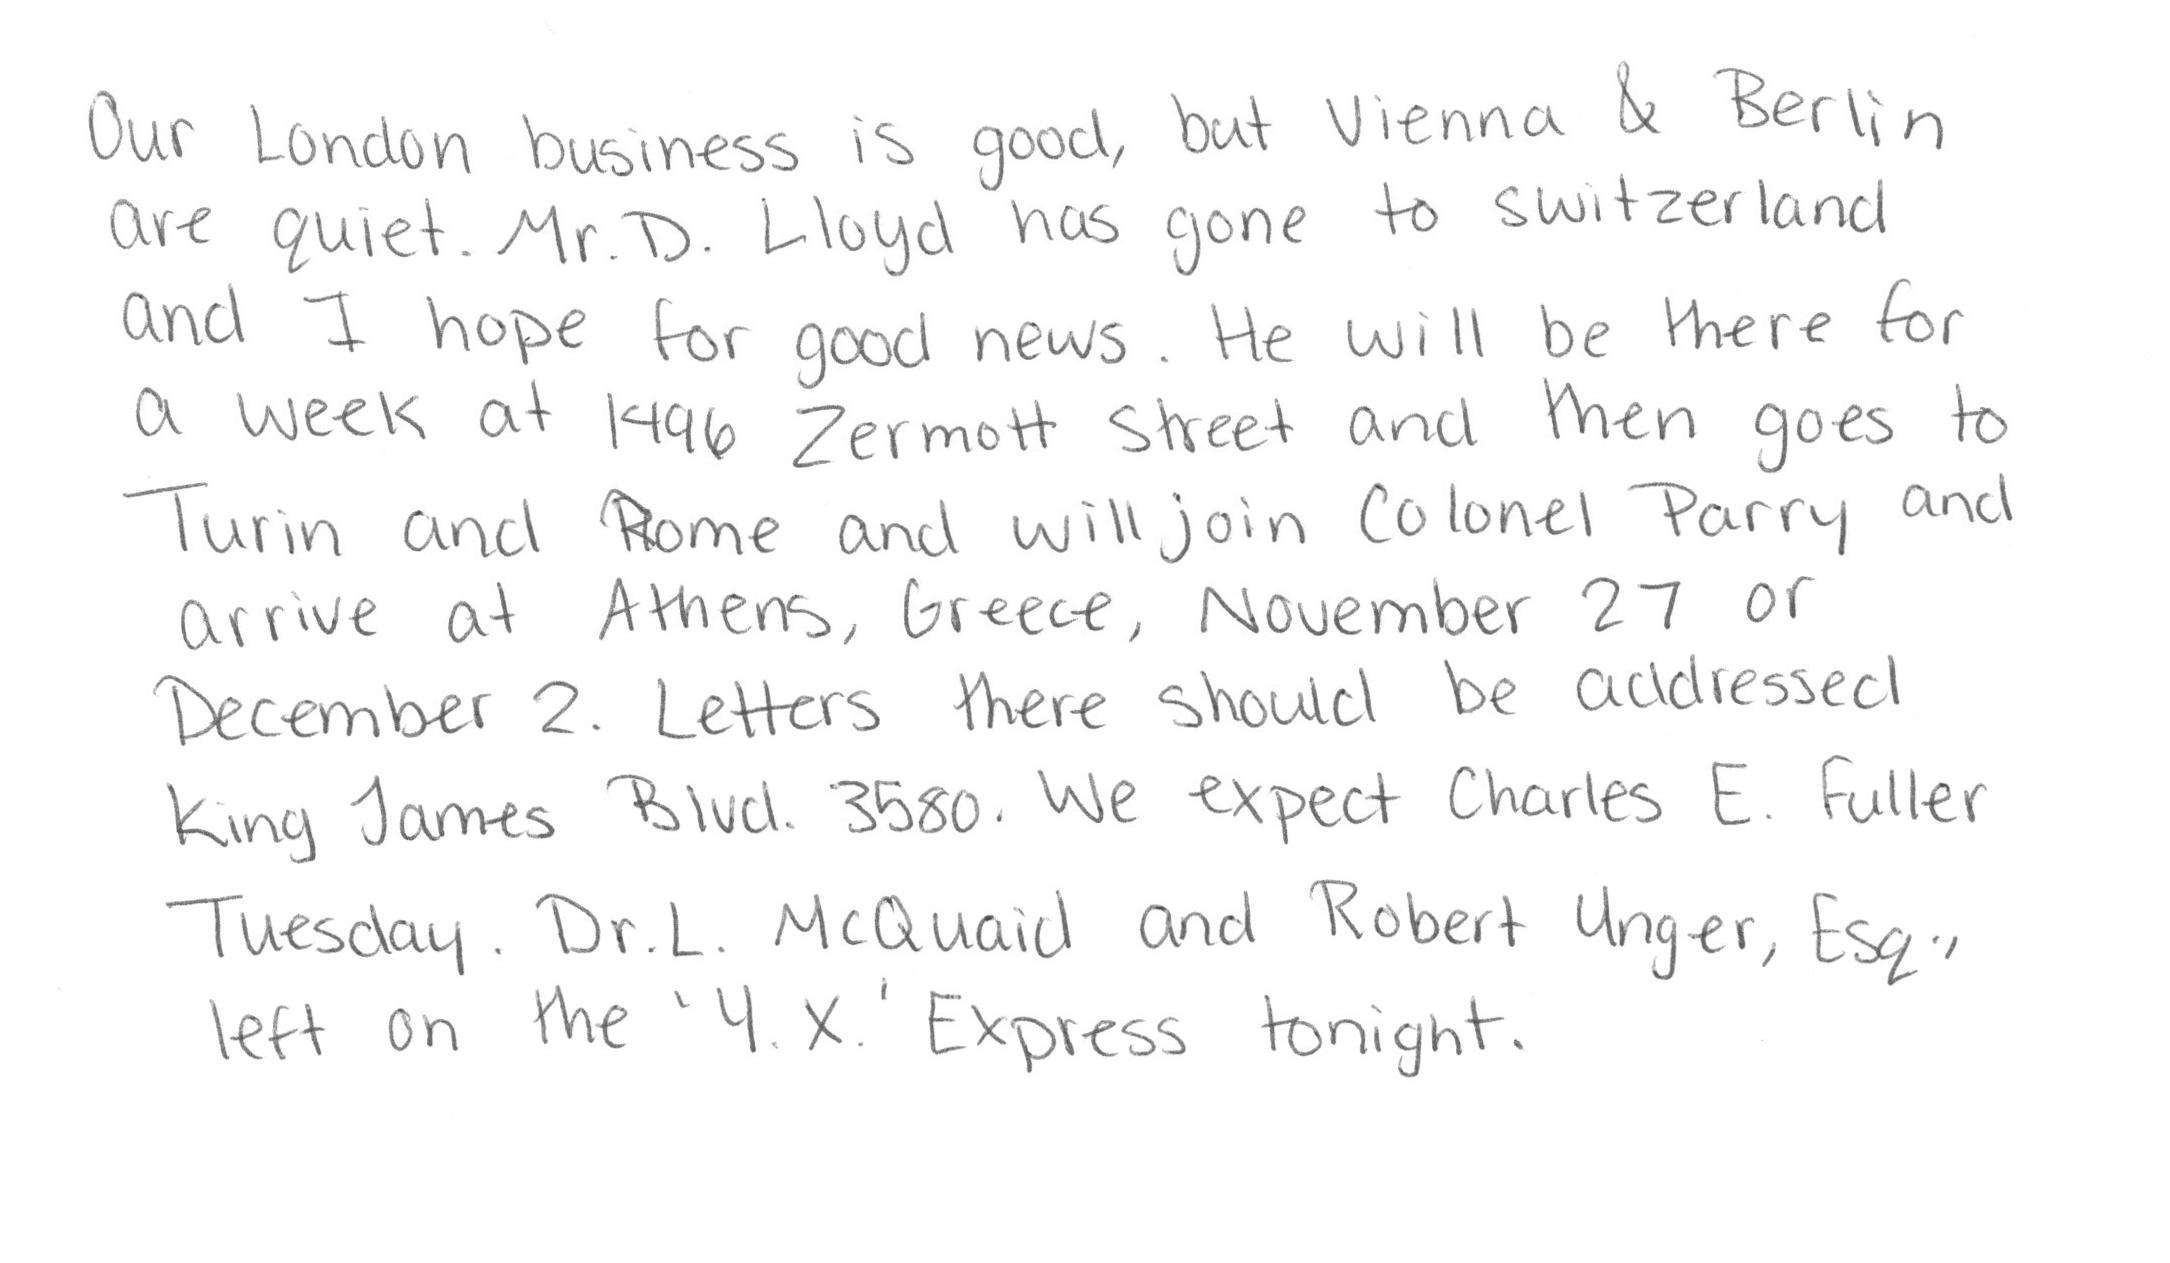 Our London business is good, but Vienna & Berlin
are quiet. Mr. D. Lloyd has gone to switzerland
and I hope for good news. He will be there for
a week at 1496 Zermott Street and then goes to
Turin and Rome and will join Colonel Parry and
arrive at Athens, Greece, November 27 or
December 2. Letters there should be addressed
King James Blvd. 3580. We expect Charles E. Fuller
Tuesday. Dr. L. McQuaid and Robert Unger, Esq.,
left on the 'Y. X.' Express tonight.